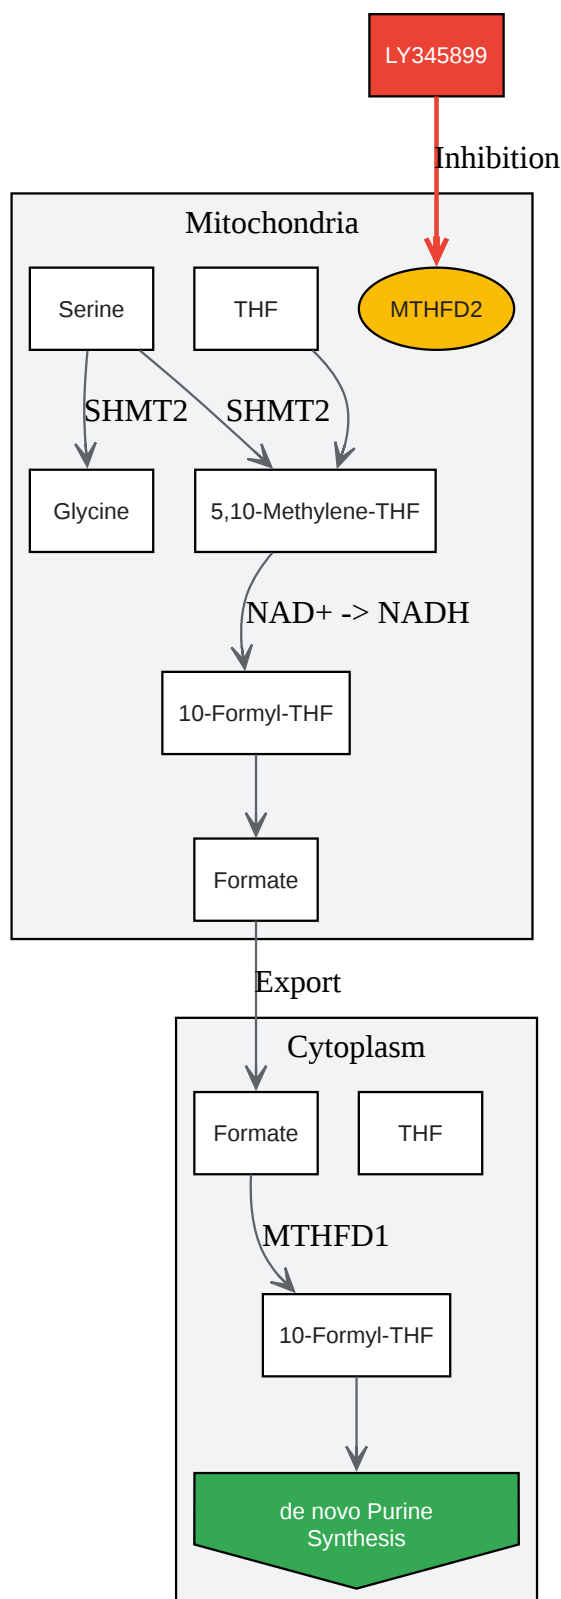 LY345899
Inhibition
Mitochondria
Serine
THF
MTHFD2
SHMT2
SHMT2
Glycine
5,10-Methylene-THF
NAD+ -> NADH
10-Formyl-THF
Formate
Export
Cytoplasm
Formate
THF
MTHFD1
10-Formyl-THF
de novo Purine
Synthesis